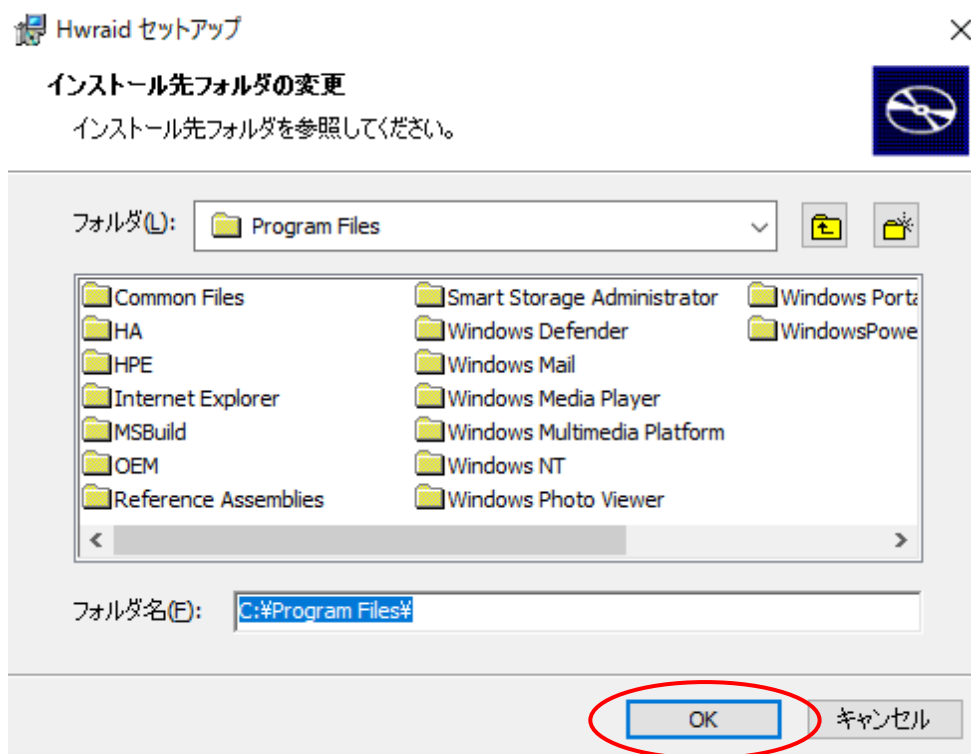 Hwraid セットアップ
インストール先フォルダの変更
インストール先フォルダを参照してください。
フォルダ(L): Program Files
Common Files Smart Storage Administrator Windows Porta
HA Windows Defender WindowsPowe
HPE Windows Mail
Internet Explorer Windows Media Player
MSBuild Windows Multimedia Platform
OEM Windows NT
Reference Assemblies Windows Photo Viewer
フォルダ名(F): C:¥Program Files¥
OK キャンセル